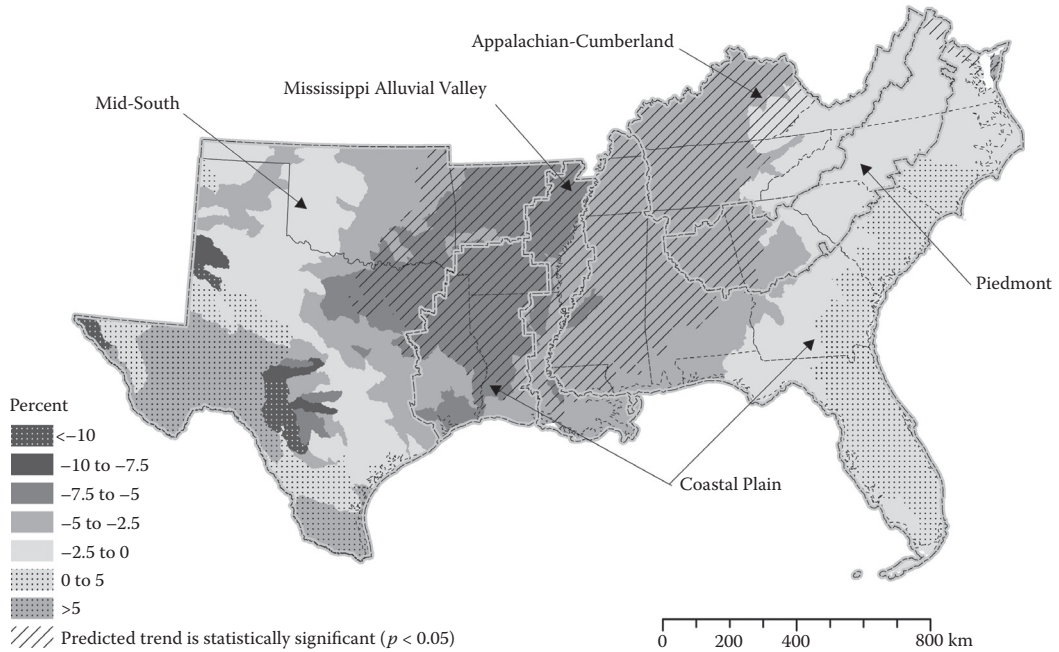 Appalachian-Cumberland
Mississippi Alluvial Valley
Mid-South
Piedmont
Coastal Plain
Percent
<–10
–10 to –7.5
–7.5 to –5
–5 to –2.5
–2.5 to 0
0 to 5
>5
Predicted trend is statistically significant (p < 0.05)
0 200 400 800 km